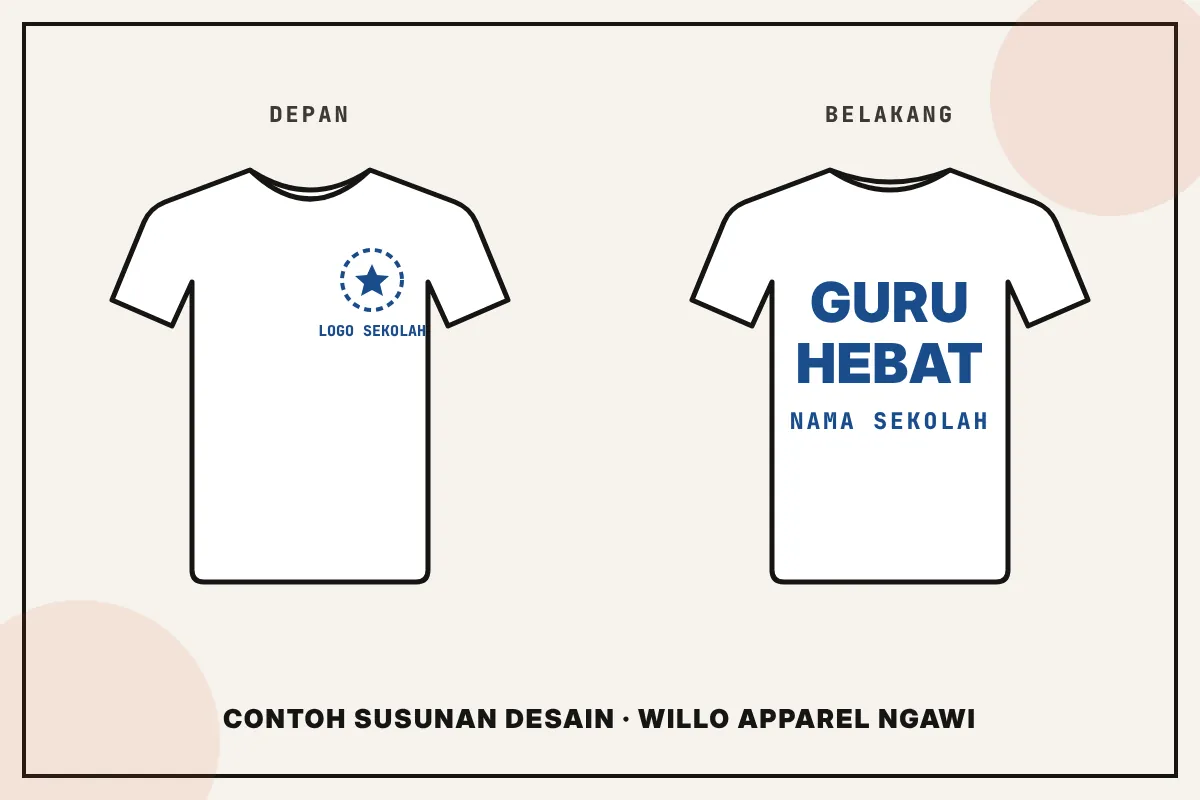 DEPAN
BELAKANG
LOGO SEKOLAH
GURU
HEBAT
NAMA SEKOLAH
CONTOH SUSUNAN DESAIN · WILLO APPAREL NGAWI